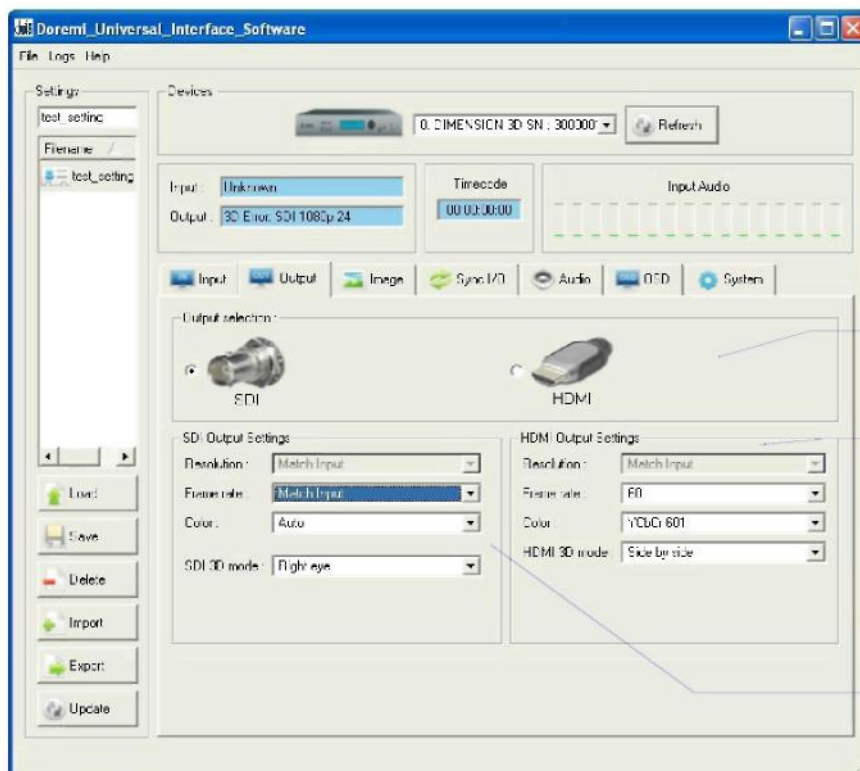 Doremi_Universal_Interface_Software
File Logs Help
Settings
test_setting
Filename
test_setting
Load
Save
Delete
Import
Export
Update
Devices
0. DIMENSION 3D SN : 300000
Refresh
Input : Unknown
Output : 3D Error: SDI 1080p 24
Timecode
00:00:00:00
Input Audio
Input Output Image Sync I/O Audio OSD System
Output selection :
SDI HDMI
SDI Output Settings
Resolution : Match Input
Frame rate : Match Input
Color : Auto
SDI 3D mode : Right eye
HDMI Output Settings
Resolution : Match Input
Frame rate : 60
Color YCbCr 601
HDMI 3D mode : Side by side